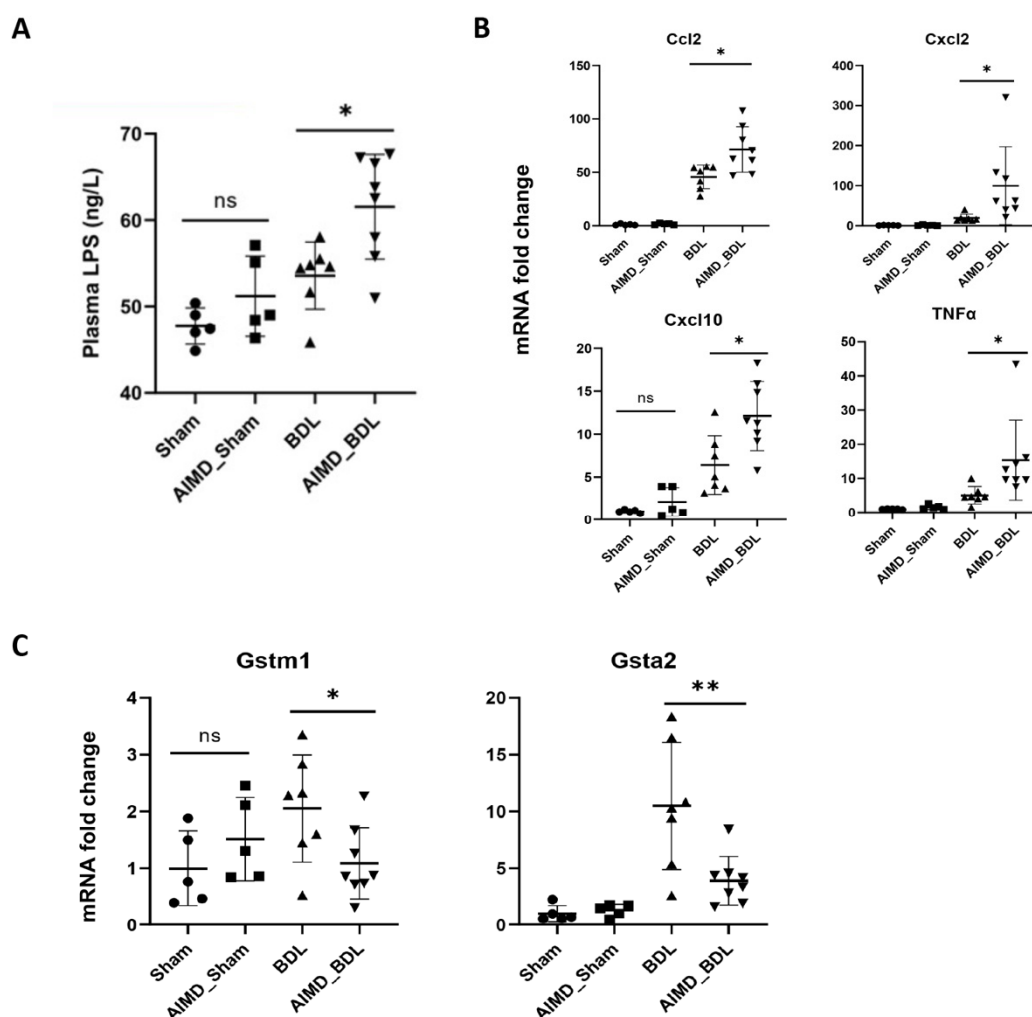 A
Plasma LPS (ng/L)
70
60
50
40
ns
*
Sham
AIMD_Sham
BDL
AIMD_BDL
B
mRNA fold change
Ccl2
150
100
50
0
*
Sham
AIMD_Sham
BDL
AIMD_BDL
Cxcl2
400
300
200
100
0
*
Sham
AIMD_Sham
BDL
AIMD_BDL
Cxcl10
20
15
10
5
0
ns
*
Sham
AIMD_Sham
BDL
AIMD_BDL
TNFα
50
40
30
20
10
0
*
Sham
AIMD_Sham
BDL
AIMD_BDL
C
Gstm1
mRNA fold change
4
3
2
1
0
ns
*
Sham
AIMD_Sham
BDL
AIMD_BDL
Gsta2
20
15
10
5
0
**
Sham
AIMD_Sham
BDL
AIMD_BDL